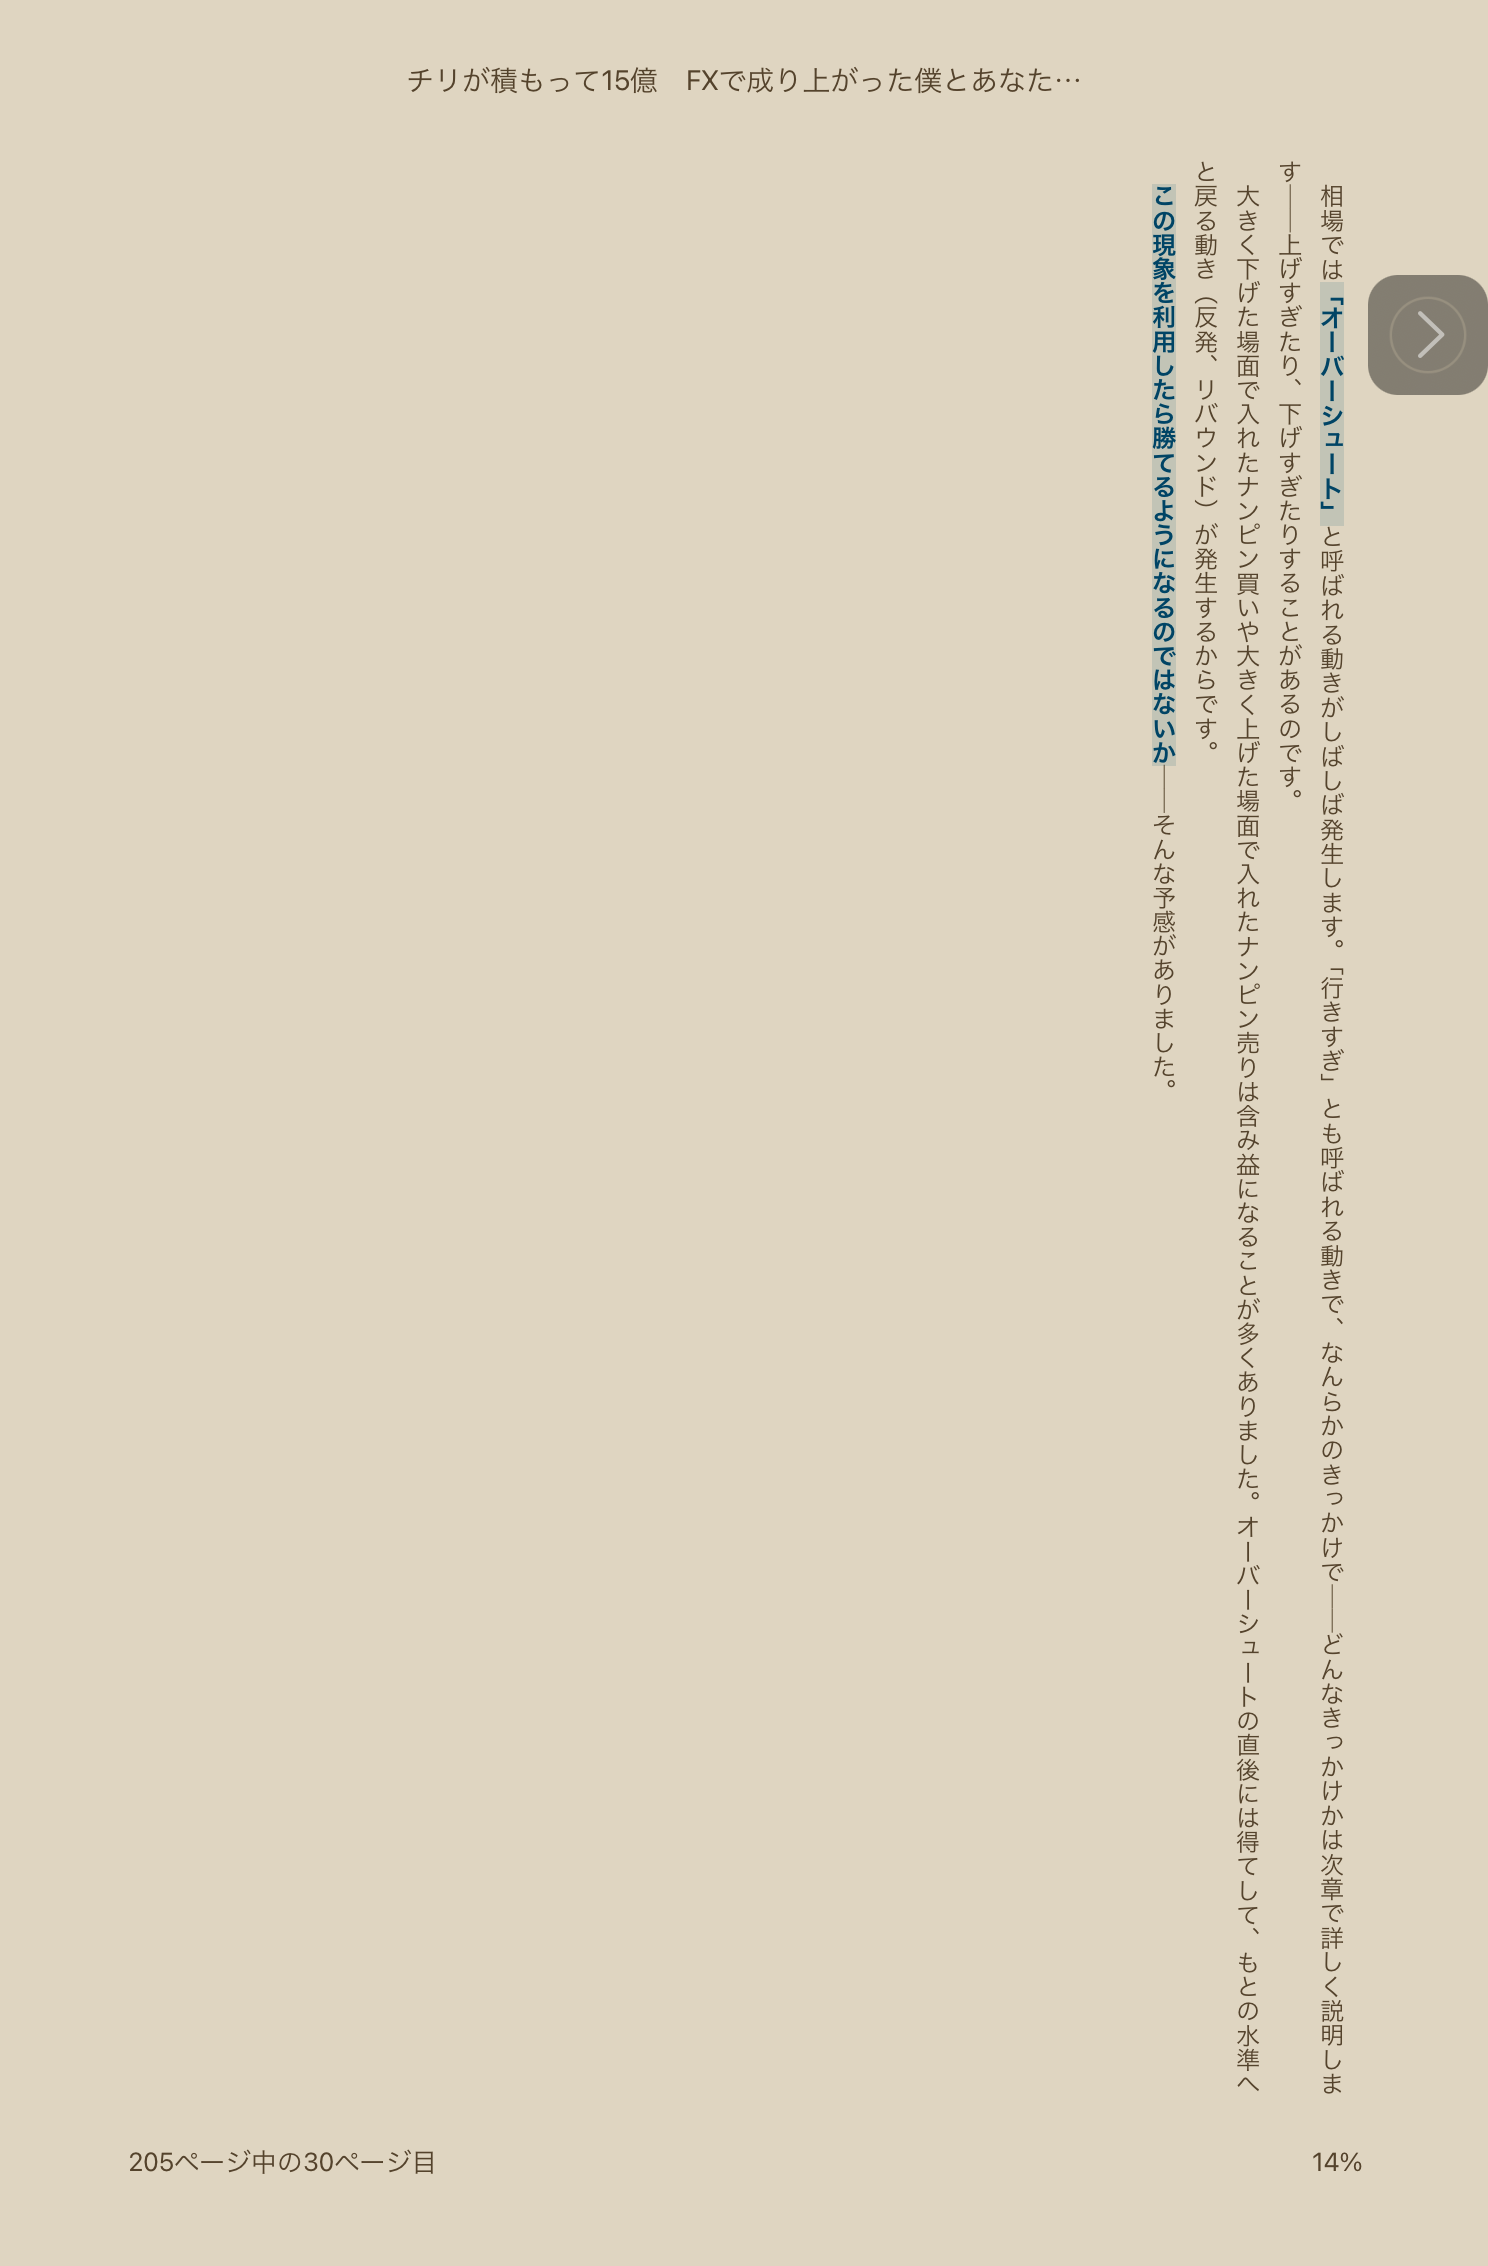 チリが積もって15億　FXで成り上がった僕とあなた…
　相場では「オーバーシュート」と呼ばれる動きがしばしば発生します。「行きすぎ」とも呼ばれる動きで、なんらかのきっかけで――どんなきっかけかは次章で詳しく説明しま
す――上げすぎたり、下げすぎたりすることがあるのです。
　大きく下げた場面で入れたナンピン買いや大きく上げた場面で入れたナンピン売りは含み益になることが多くありました。オーバーシュートの直後には得てして、もとの水準へ
と戻る動き（反発、リバウンド）が発生するからです。
　この現象を利用したら勝てるようになるのではないか――そんな予感がありました。
205ページ中の30ページ目
14%